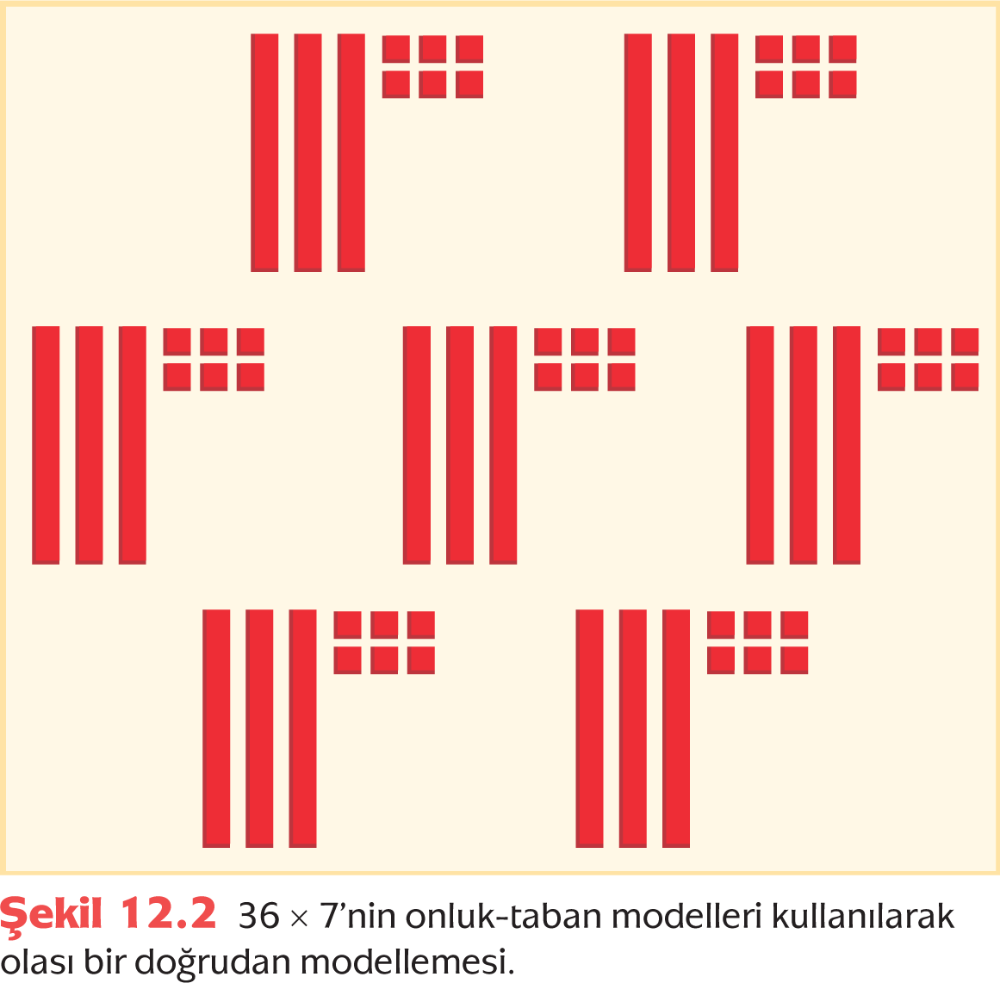 Şekil 12.2 36 × 7’nin onluk-taban modelleri kullanılarak
olası bir doğrudan modellemesi.